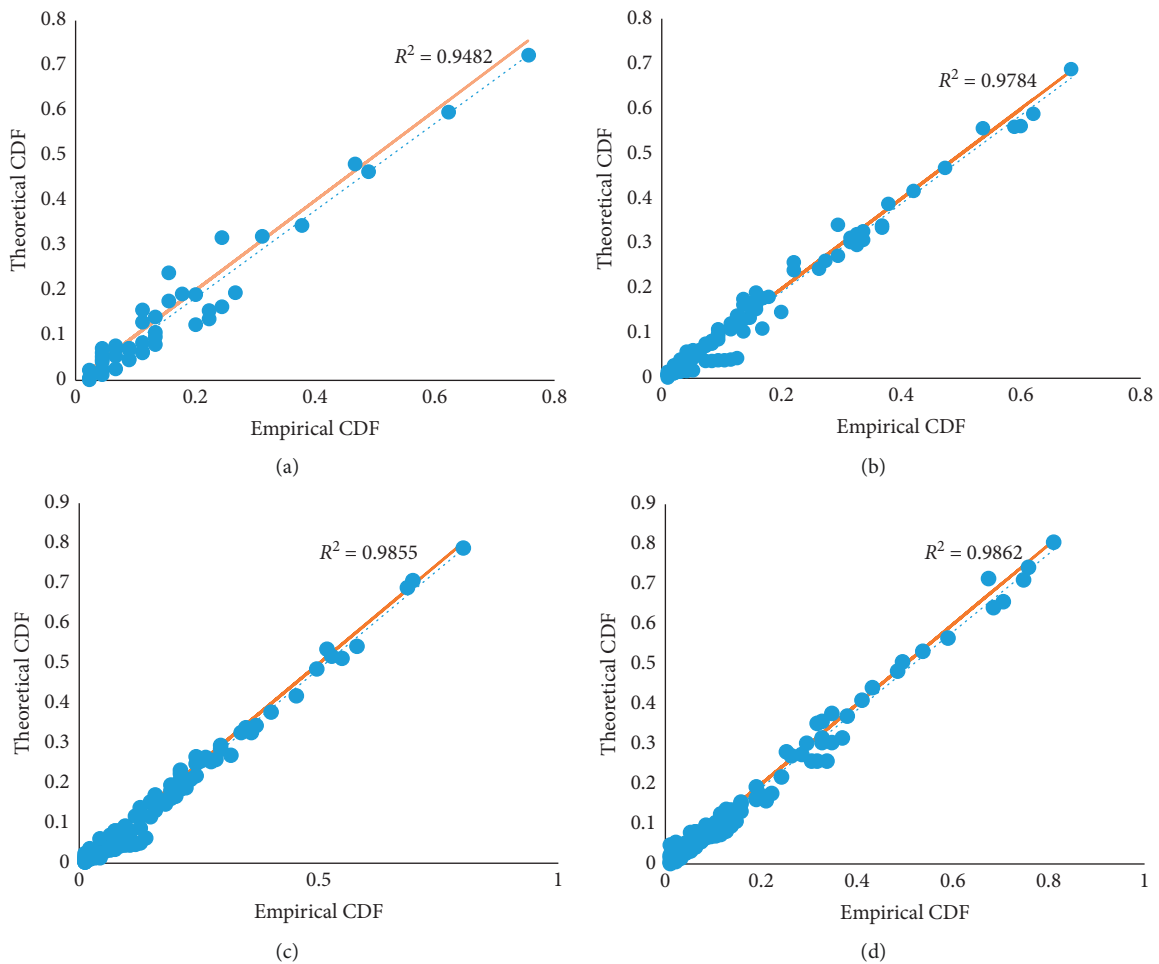 0.8
0.7
0.6
0.5
0.4
0.3
0.2
0.1
0
Theoretical CDF
R² = 0.9482
0 0.2 0.4 0.6 0.8
Empirical CDF
(a)
0.8
0.7
0.6
0.5
0.4
0.3
0.2
0.1
0
Theoretical CDF
R² = 0.9784
0 0.2 0.4 0.6 0.8
Empirical CDF
(b)
0.9
0.8
0.7
0.6
0.5
0.4
0.3
0.2
0.1
0
Theoretical CDF
R² = 0.9855
0 0.5 1
Empirical CDF
(c)
0.9
0.8
0.7
0.6
0.5
0.4
0.3
0.2
0.1
0
Theoretical CDF
R² = 0.9862
0 0.2 0.4 0.6 0.8 1
Empirical CDF
(d)